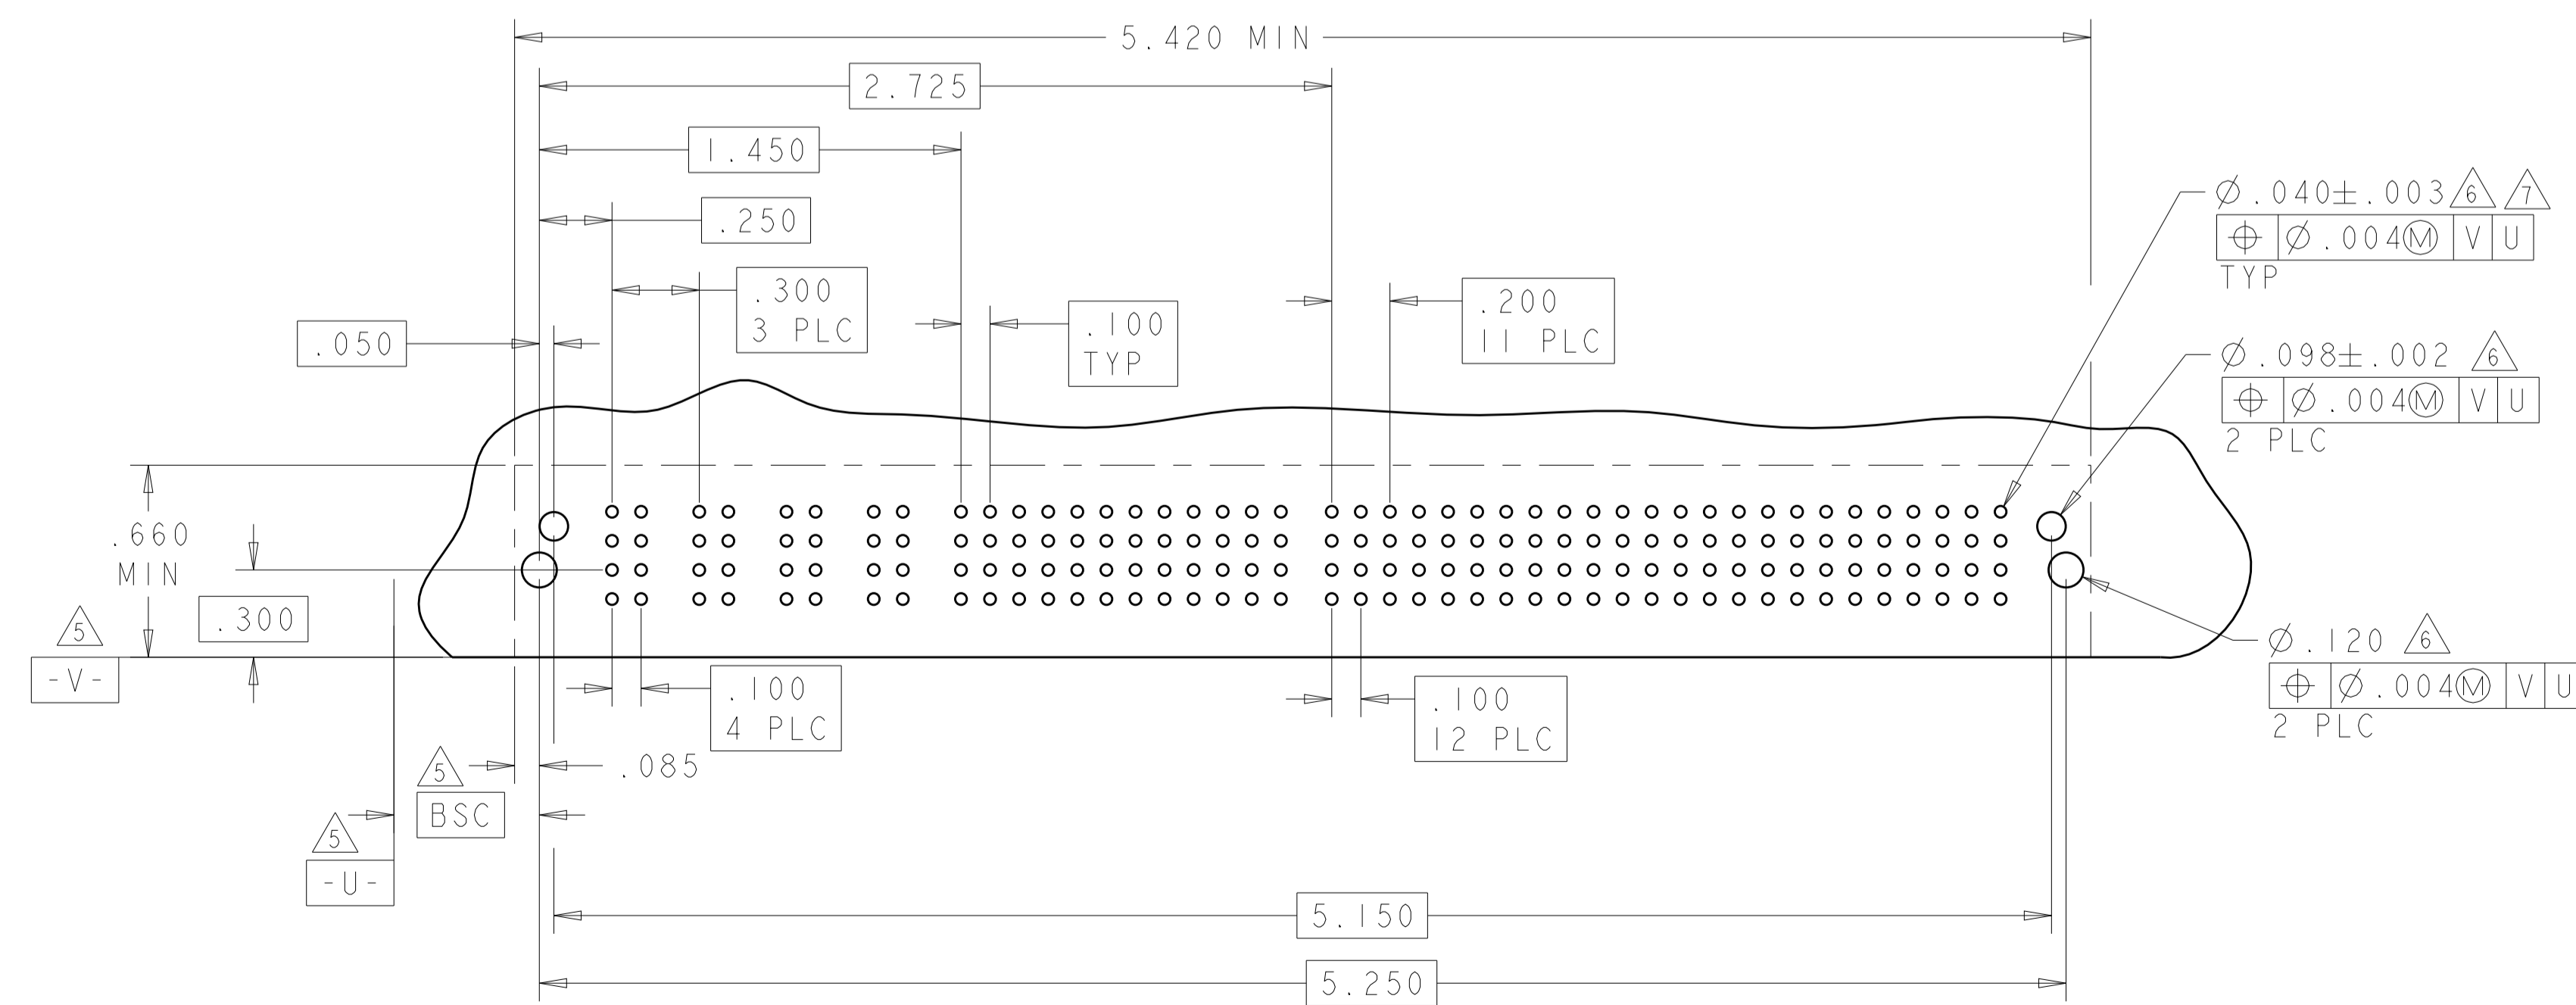 5.420 MIN
2.725
1.450
.250
.300
3 PLC
.100
TYP
.200
11 PLC
.050
Ø.040±.003 6 7
⌖ Ø.004Ⓜ V U
TYP
Ø.098±.002 6
⌖ Ø.004Ⓜ V U
2 PLC
.660
MIN
.300
5
-V-
Ø.120 6
⌖ Ø.004Ⓜ V U
2 PLC
.100
4 PLC
.100
12 PLC
.085
5
BSC
5
-U-
5.150
5.250